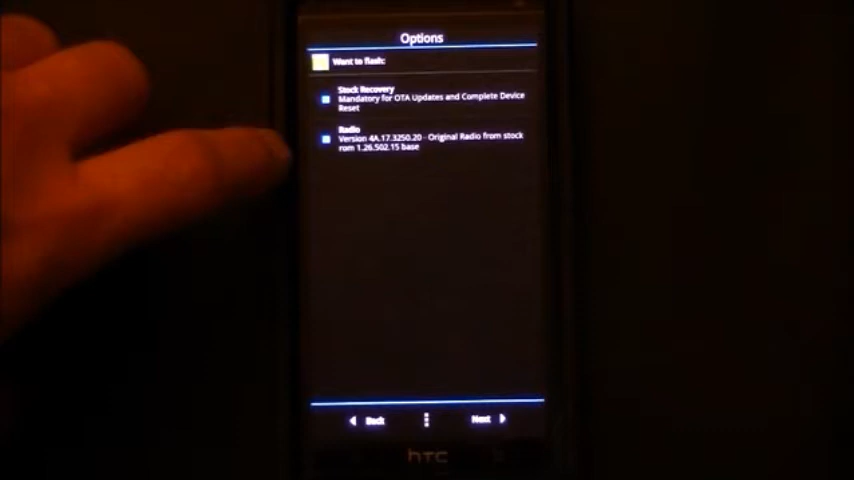 Options
Want to flash:
Stock Recovery
Mandatory for OTA Updates and Complete Device
Reset
Radio
Version 4A.17.3250.20 - Original Radio from stock
rom 1.26.502.15 base
Back
Next
hTC